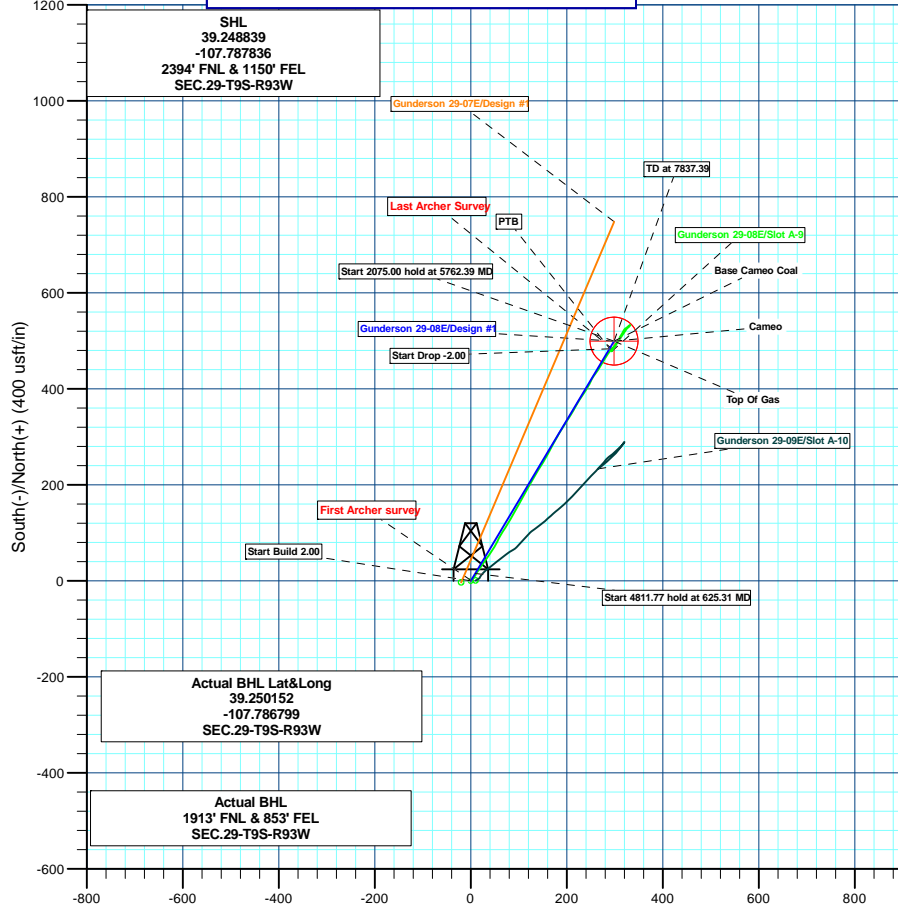 1200
SHL
39.248839
-107.787836
2394' FNL & 1150' FEL
SEC.29-T9S-R93W
1000
Gunderson 29-07E/Design #1
TD at 7837.39
800
Last Archer Survey
PTB
Gunderson 29-08E/Slot A-9
Start 2075.00 hold at 5762.39 MD
Base Cameo Coal
600
Gunderson 29-08E/Design #1
Cameo
Start Drop -2.00
400
Top Of Gas
Gunderson 29-09E/Slot A-10
South(-)/North(+) (400 usft/in)
200
First Archer survey
Start Build 2.00
0
Start 4811.77 hold at 625.31 MD
-200
Actual BHL Lat&Long
39.250152
-107.786799
SEC.29-T9S-R93W
-400
Actual BHL
1913' FNL & 853' FEL
SEC.29-T9S-R93W
-600
-800 -600 -400 -200 0 200 400 600 800